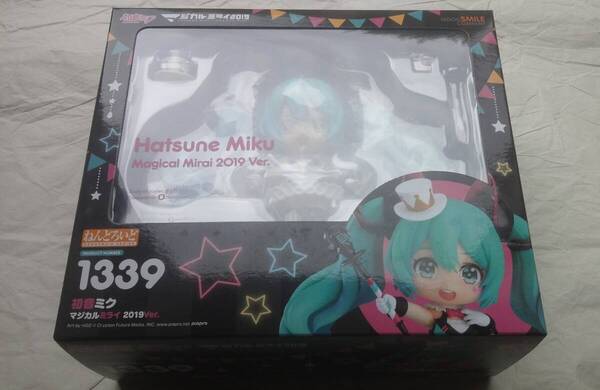 マジカルミライ2019
GOOD SMILE
Hatsune Miku
Magical Mirai 2019 Ver.
ねんどろいど
1339
初音ミク
マジカルミライ 2019Ver.